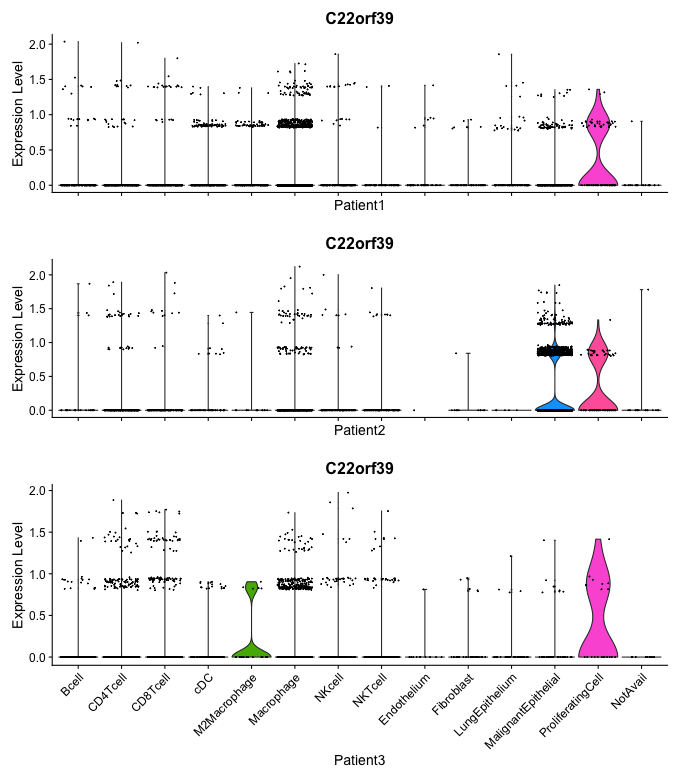 C22orf39
Expression Level
2.0
1.5
1.0
0.5
0.0
Patient1
C22orf39
Expression Level
2.0
1.5
1.0
0.5
0.0
Patient2
C22orf39
Expression Level
2.0
1.5
1.0
0.5
0.0
Bcell
CD4Tcell
CD8Tcell
cDC
M2Macrophage
Macrophage
NKcell
NKTcell
Endothelium
Fibroblast
LungEpithelium
MalignantEpithelial
ProliferatingCell
NotAvail
Patient3